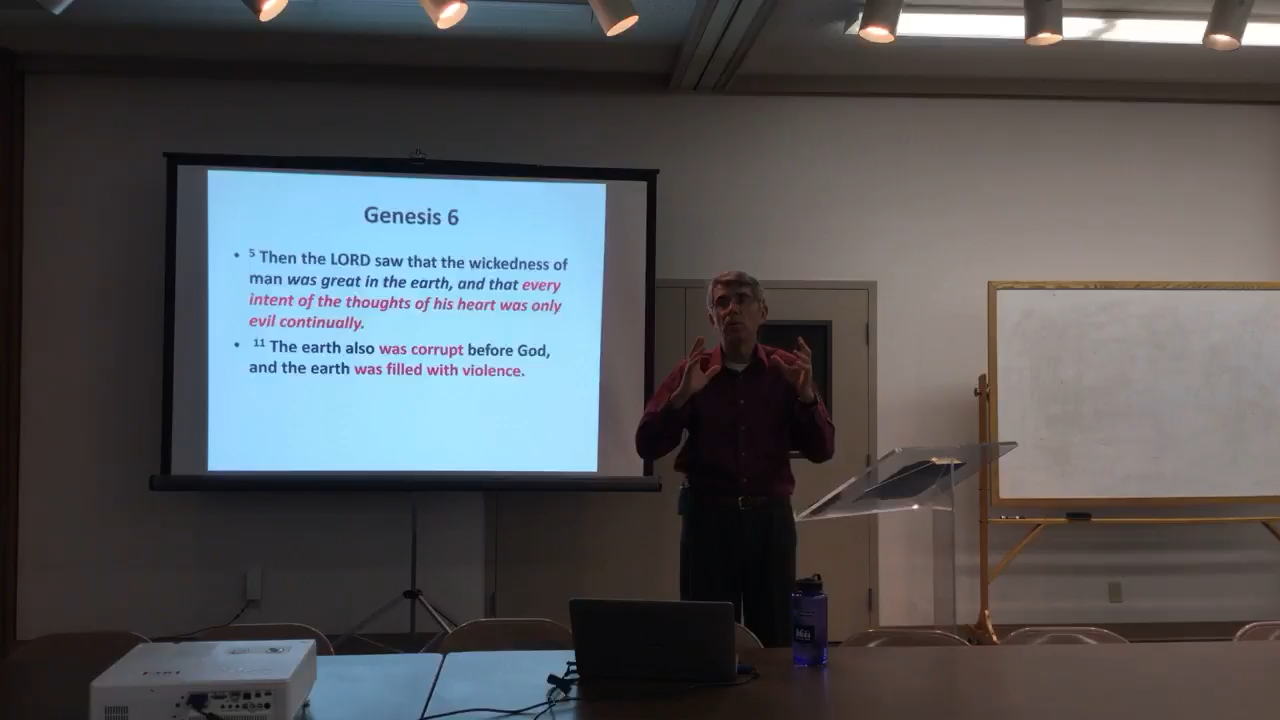 Genesis 6
• ⁵ Then the LORD saw that the wickedness of
man was great in the earth, and that every
intent of the thoughts of his heart was only
evil continually.
• ¹¹ The earth also was corrupt before God,
and the earth was filled with violence.